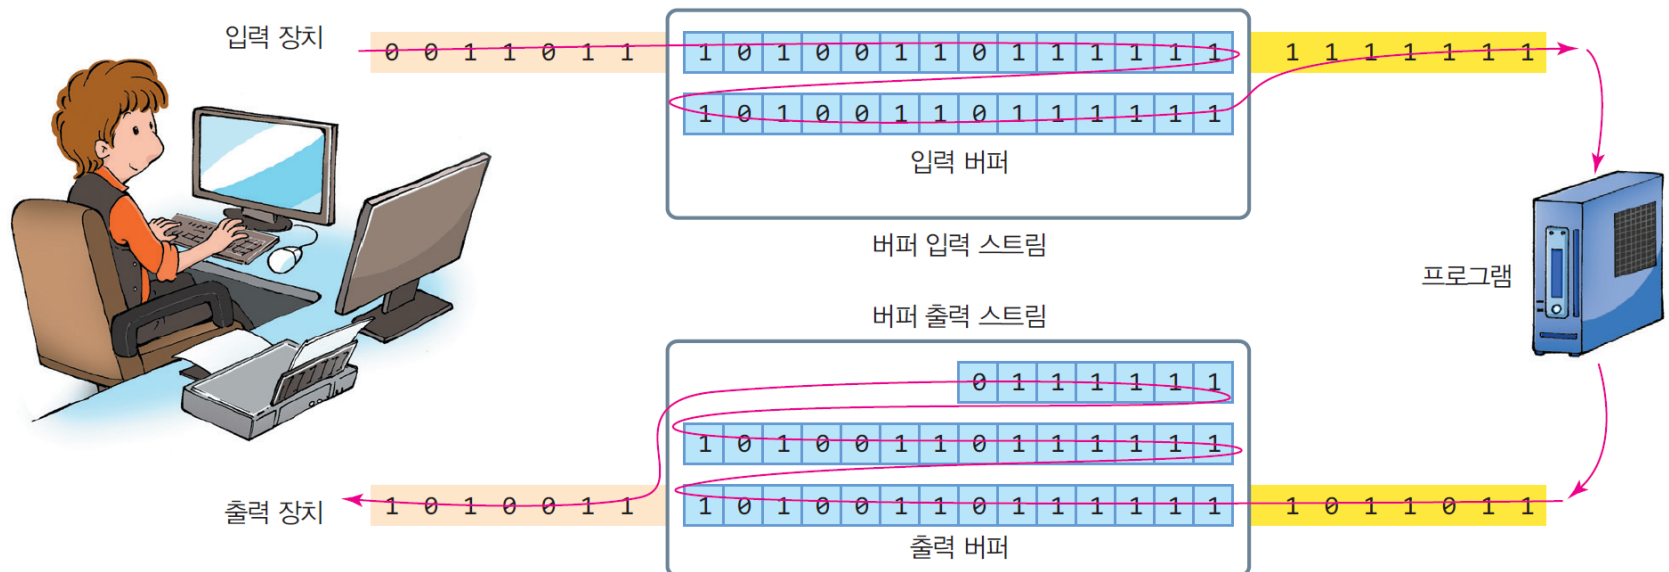 입력 장치
0 0 1 1 0 1 1
1 0 1 0 0 1 1 0 1 1 1 1 1 1
1 1 1 1 1 1 1
1 0 1 0 0 1 1 0 1 1 1 1 1 1
입력 버퍼
버퍼 입력 스트림
프로그램
버퍼 출력 스트림
0 1 1 1 1 1 1
1 0 1 0 0 1 1 0 1 1 1 1 1 1
출력 장치
1 0 1 0 0 1 1
1 0 1 0 0 1 1 0 1 1 1 1 1 1
1 0 1 1 0 1 1
출력 버퍼